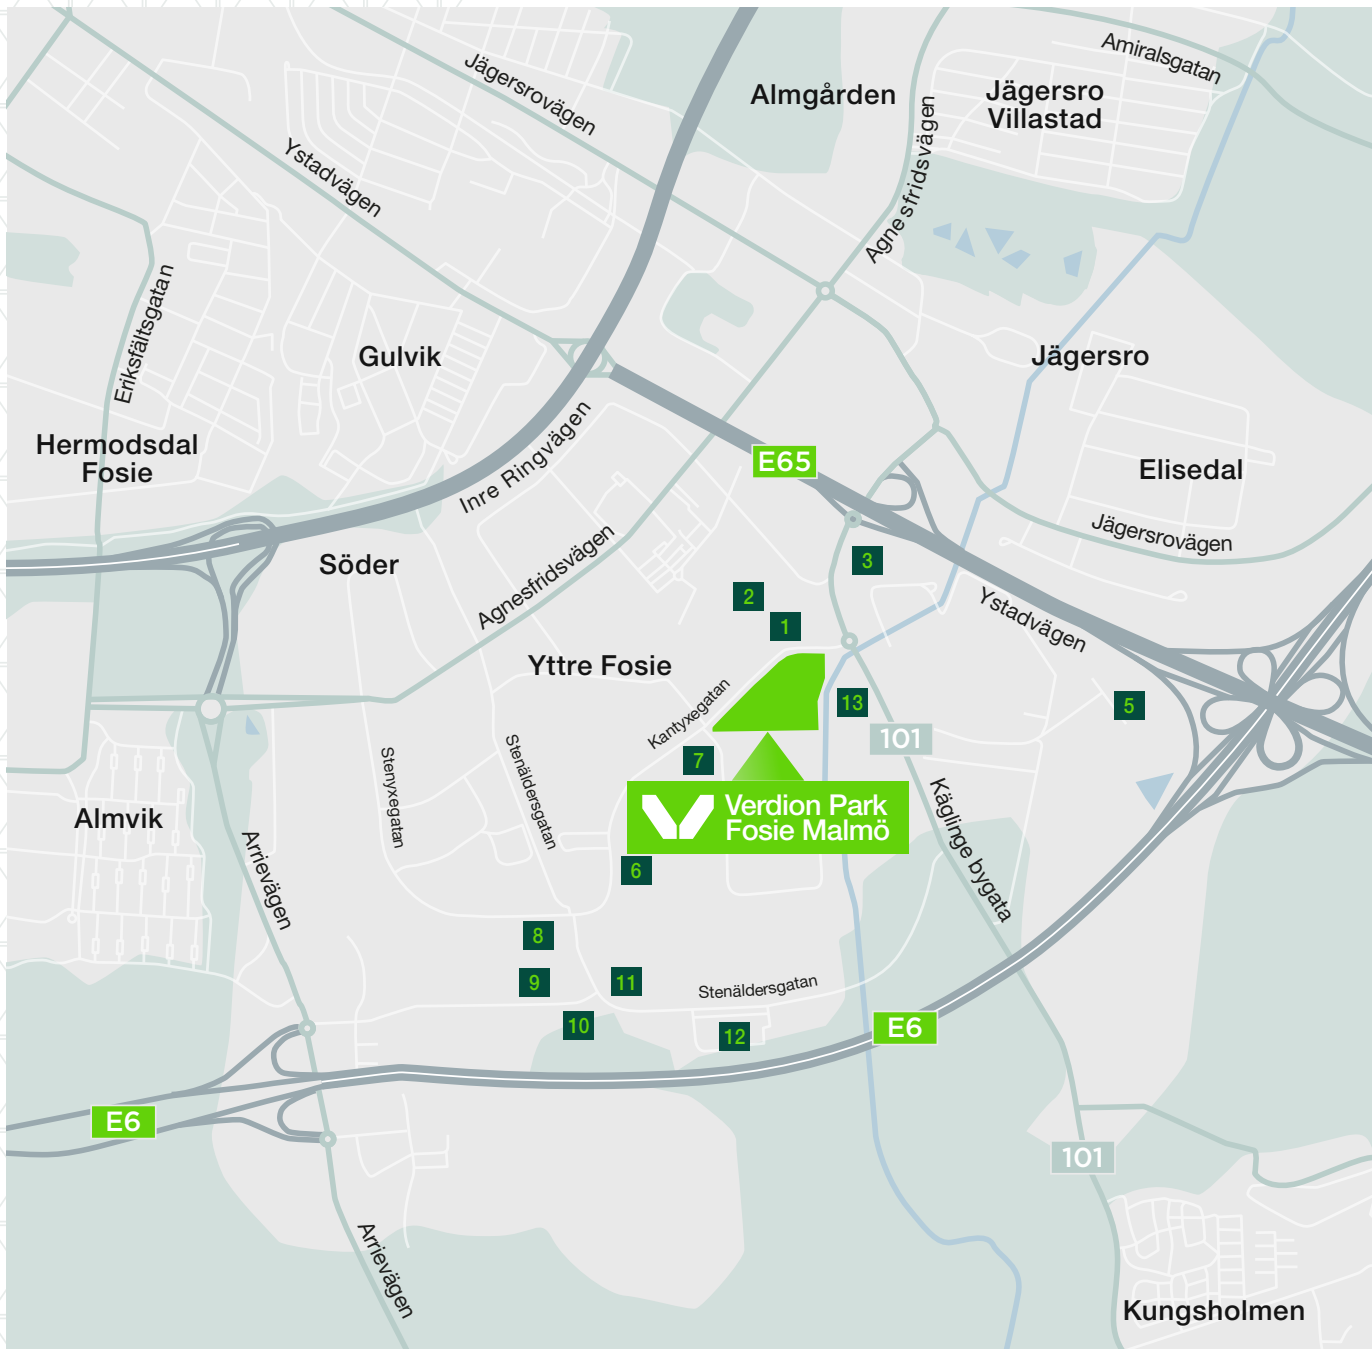 Amiralsgatan
Jägersrovägen
Almgården
Jägersro
Villastad
Agnesfridsvägen
Ystadvägen
Eriksfältsgatan
Gulvik
Jägersro
Hermodsdal
Fosie
Inre Ringvägen
E65
Elisedal
Jägersrovägen
Söder
Agnesfridsvägen
3
2
1
Ystadvägen
Yttre Fosie
Kantyxegatan
13
5
101
7
Stenyxegatan
Stenäldersgatan
Verdion Park
Fosie Malmö
Almvik
Arrievägen
Käglinge bygata
6
8
9
11
Stenäldersgatan
10
12
E6
E6
101
Arrievägen
Kungsholmen